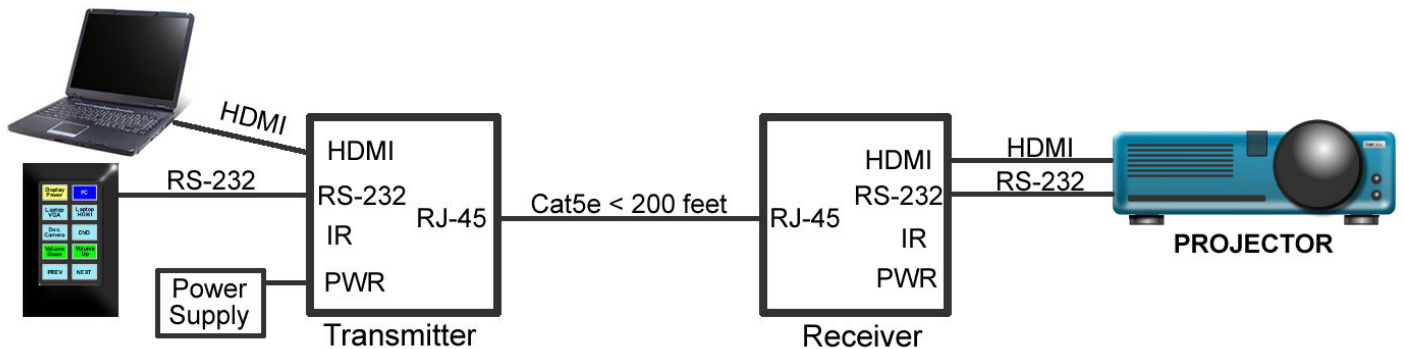 HDMI
RS-232
Display
Power
PC
Laptop
VGA
Laptop
HDMI
Doc.
Camera
DVD
Volume
Down
Volume
Up
PREV
NEXT
Power
Supply
HDMI
RS-232
IR
PWR
RJ-45
Transmitter
Cat5e < 200 feet
RJ-45
HDMI
RS-232
IR
PWR
Receiver
HDMI
RS-232
PROJECTOR